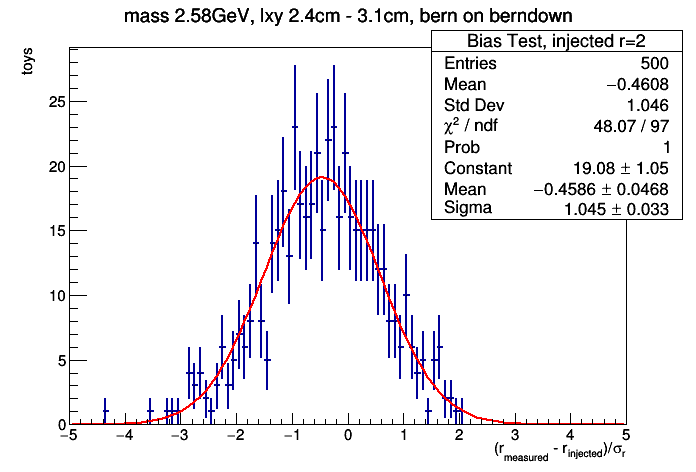 mass 2.58GeV, lxy 2.4cm - 3.1cm, bern on berndown
Bias Test, injected r=2
Entries 500
Mean −0.4608
Std Dev 1.046
χ² / ndf 48.07 / 97
Prob 1
Constant 19.08 ± 1.05
Mean −0.4586 ± 0.0468
Sigma 1.045 ± 0.033
toys
25
20
15
10
5
0
−5 −4 −3 −2 −1 0 1 2 3 4 5
(r_measured - r_injected)/σ_r